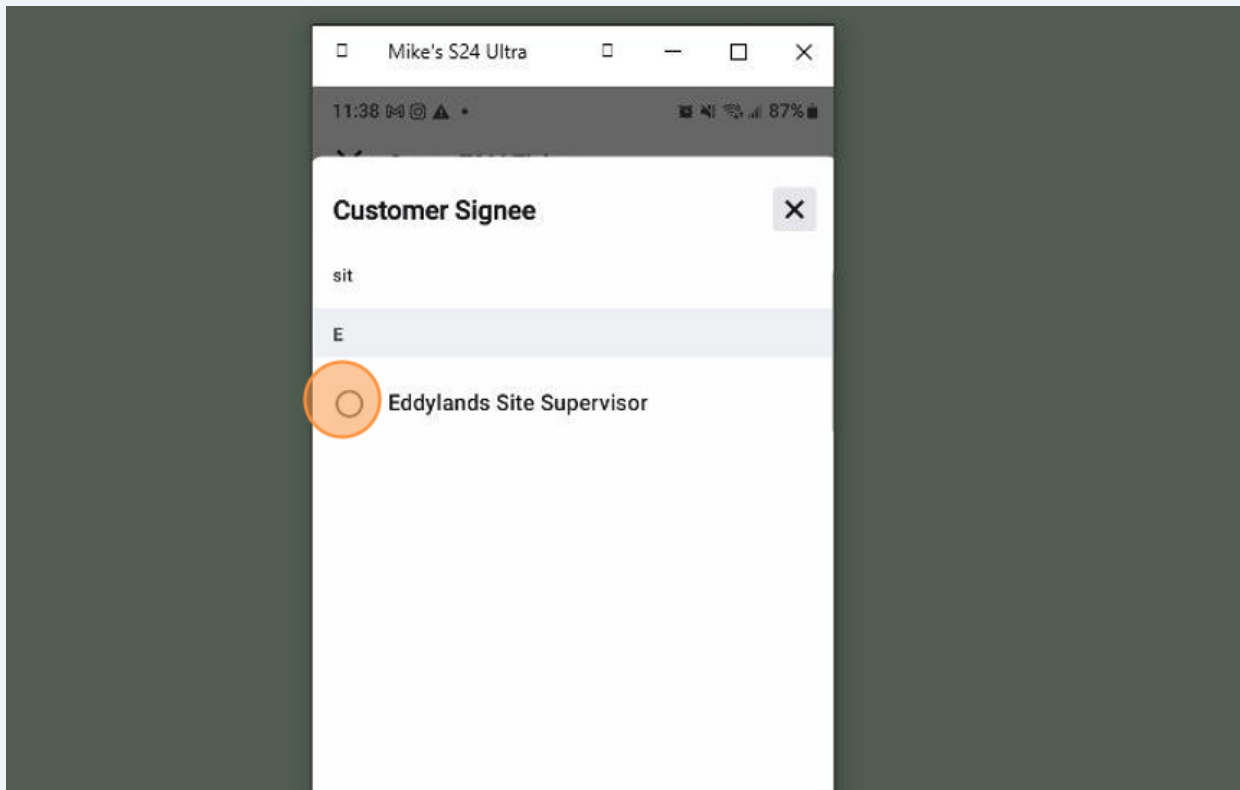 Mike's S24 Ultra
11:38 87%
Customer Signee
sit
E
Eddylands Site Supervisor